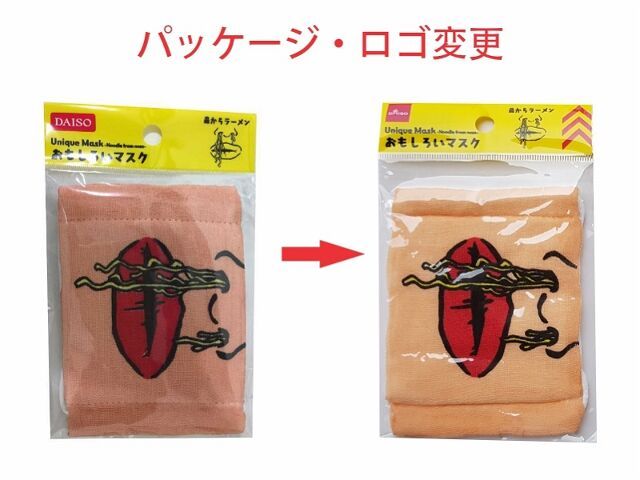 パッケージ・ロゴ変更
DAISO
鼻からラーメン
Unique Mask -Noodle from nose-
おもしろいマスク
DAISO
鼻からラーメン
Unique Mask -Noodle from nose-
おもしろいマスク